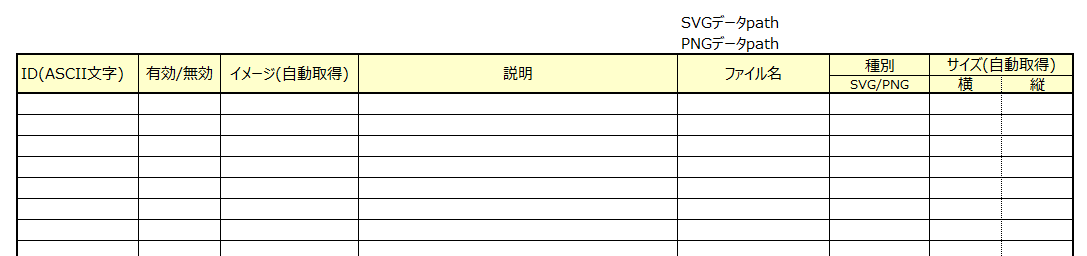 SVGデータpath
PNGデータpath
ID(ASCII文字) 有効/無効 イメージ(自動取得) 説明 ファイル名 種別 サイズ(自動取得)
SVG/PNG 横 縦